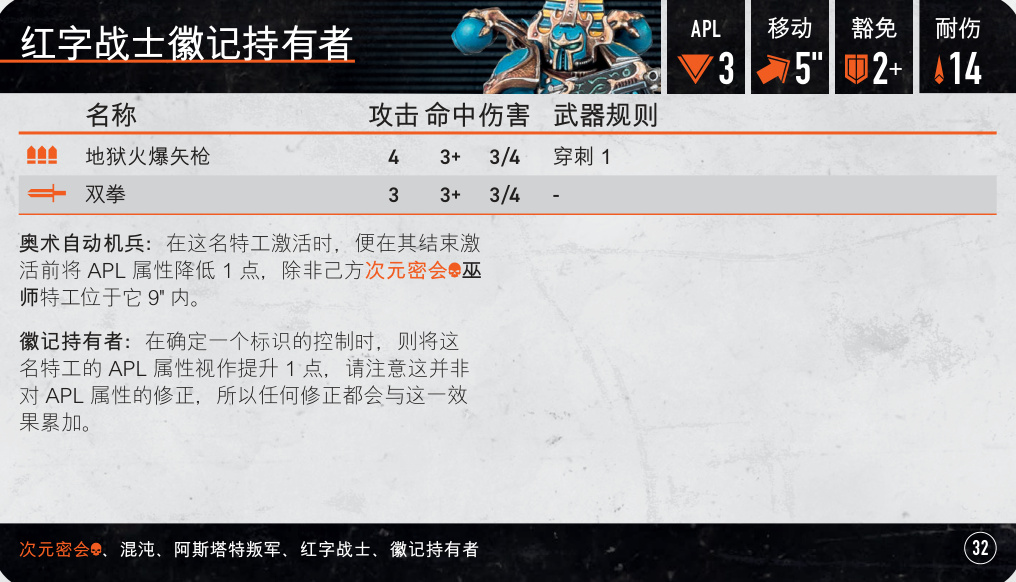 红字战士徽记持有者
APL 移动 豁免 耐伤
3 5" 2+ 14
名称 攻击 命中 伤害 武器规则
地狱火爆矢枪 4 3+ 3/4 穿刺 1
双拳 3 3+ 3/4 -
奥术自动机兵：在这名特工激活时，便在其结束激
活前将 APL 属性降低 1 点，除非己方次元密会巫
师特工位于它 9" 内。
徽记持有者：在确定一个标识的控制时，则将这
名特工的 APL 属性视作提升 1 点，请注意这并非
对 APL 属性的修正，所以任何修正都会与这一效
果累加。
次元密会、混沌、阿斯塔特叛军、红字战士、徽记持有者
32